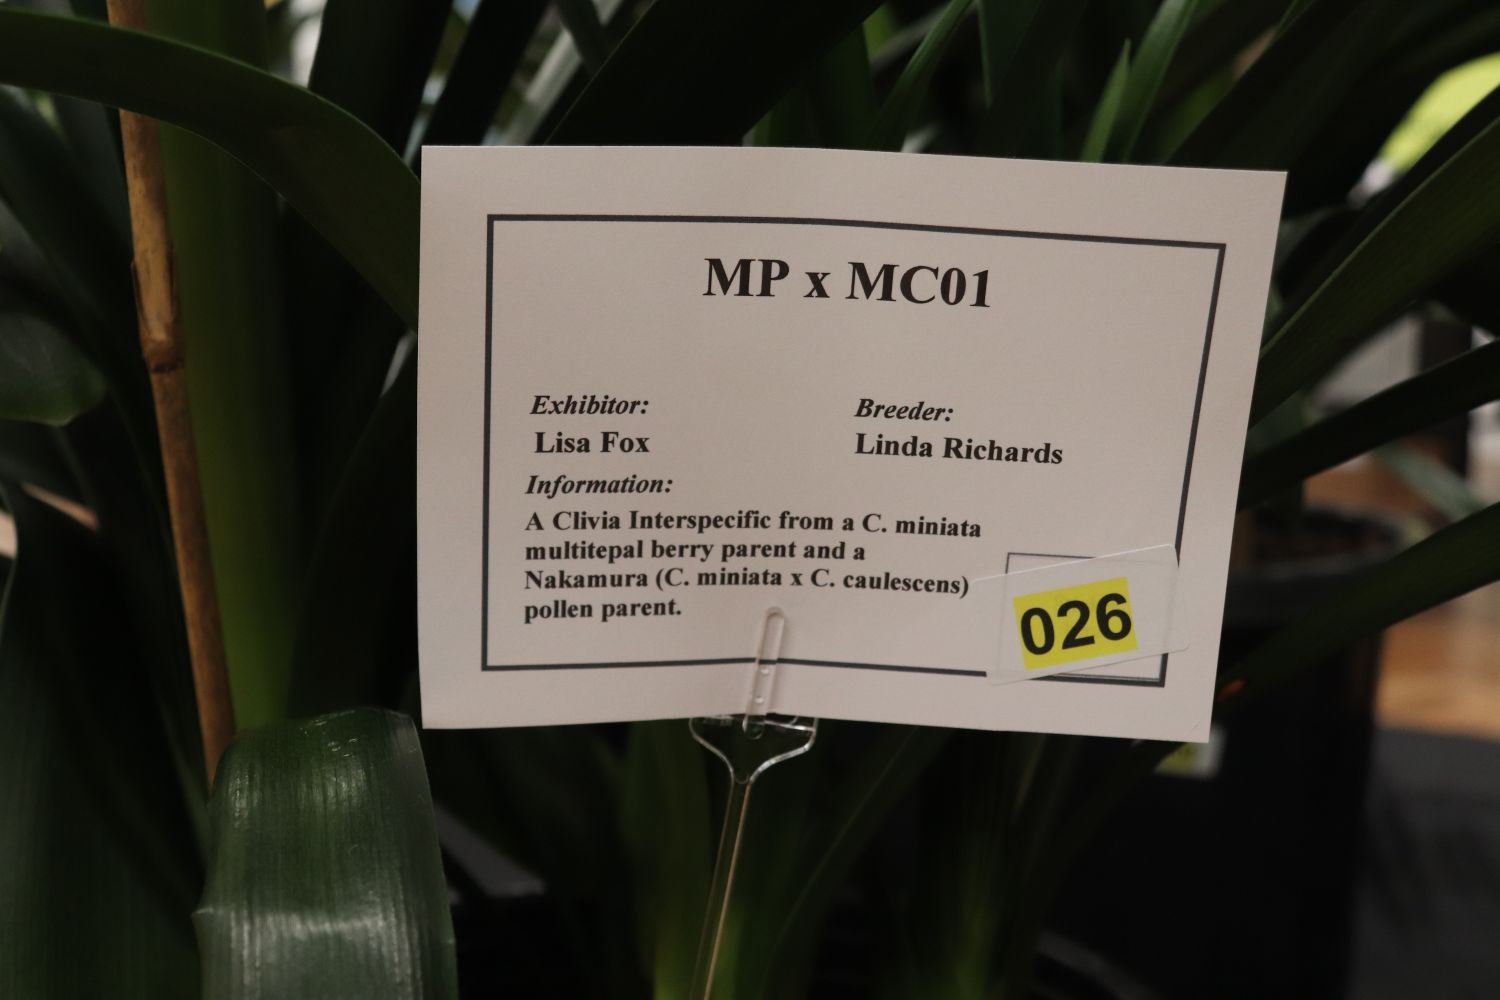 MP x MC01
Exhibitor:
Breeder:
Lisa Fox
Linda Richards
Information:
A Clivia Interspecific from a C. miniata
multitepal berry parent and a
Nakamura (C. miniata x C. caulescens)
pollen parent.
026